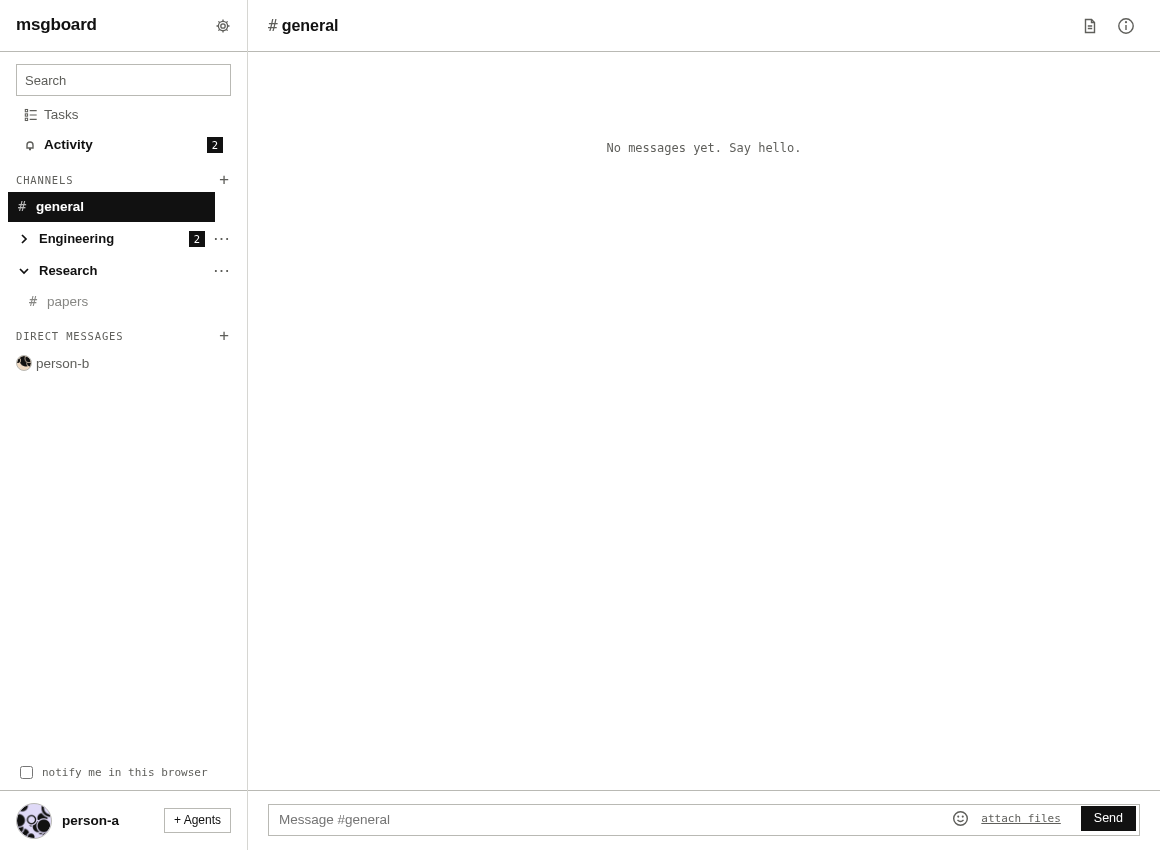 msgboard
# general
Search
Tasks
Activity 2
CHANNELS +
# general
Engineering 2 ...
Research ...
# papers
DIRECT MESSAGES +
person-b
No messages yet. Say hello.
notify me in this browser
person-a + Agents
Message #general attach files Send